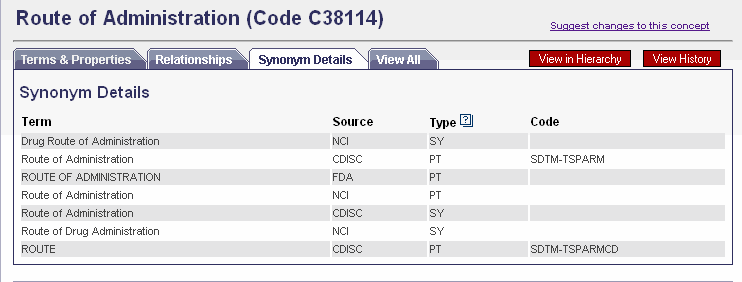 Route of Administration (Code C38114)
Suggest changes to this concept
Terms & Properties Relationships Synonym Details View All View in Hierarchy View History
Synonym Details
Term Source Type ? Code
Drug Route of Administration NCI SY
Route of Administration CDISC PT SDTM-TSPARM
ROUTE OF ADMINISTRATION FDA PT
Route of Administration NCI PT
Route of Administration CDISC SY
Route of Drug Administration NCI SY
ROUTE CDISC PT SDTM-TSPARMCD